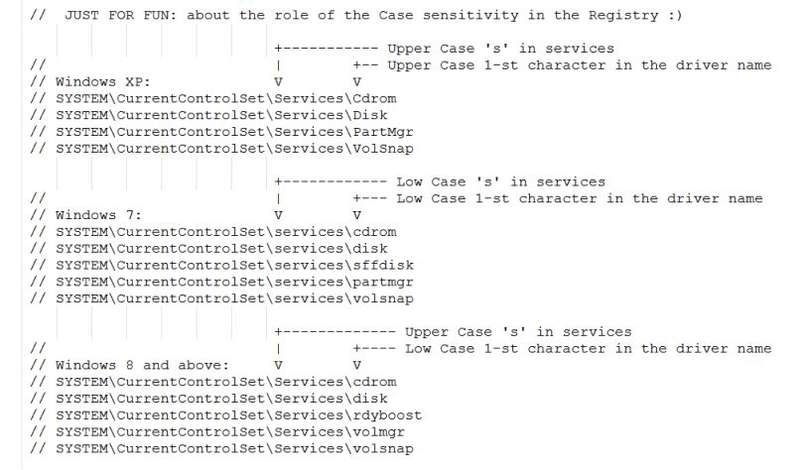 //  JUST FOR FUN: about the role of the Case sensitivity in the Registry :)
                            +----------- Upper Case 's' in services
//                          |        +-- Upper Case 1-st character in the driver name
// Windows XP:              V        V
// SYSTEM\CurrentControlSet\Services\Cdrom
// SYSTEM\CurrentControlSet\Services\Disk
// SYSTEM\CurrentControlSet\Services\PartMgr
// SYSTEM\CurrentControlSet\Services\VolSnap
                            +------------ Low Case 's' in services
//                          |        +--- Low Case 1-st character in the driver name
// Windows 7:               V        V
// SYSTEM\CurrentControlSet\services\cdrom
// SYSTEM\CurrentControlSet\services\disk
// SYSTEM\CurrentControlSet\services\sffdisk
// SYSTEM\CurrentControlSet\services\partmgr
// SYSTEM\CurrentControlSet\services\volsnap
                            +------------- Upper Case 's' in services
//                          |        +---- Low Case 1-st character in the driver name
// Windows 8 and above:     V        V
// SYSTEM\CurrentControlSet\Services\cdrom
// SYSTEM\CurrentControlSet\Services\disk
// SYSTEM\CurrentControlSet\Services\rdyboost
// SYSTEM\CurrentControlSet\Services\volmgr
// SYSTEM\CurrentControlSet\Services\volsnap